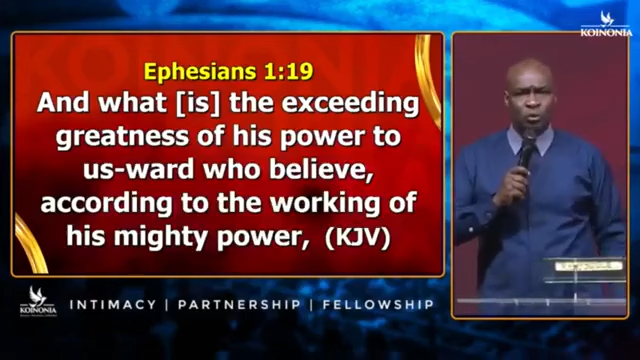 KOINONIA
Ephesians 1:19
And what [is] the exceeding
greatness of his power to
us-ward who believe,
according to the working of
his mighty power, (KJV)
KOINONIA
INTIMACY | PARTNERSHIP | FELLOWSHIP